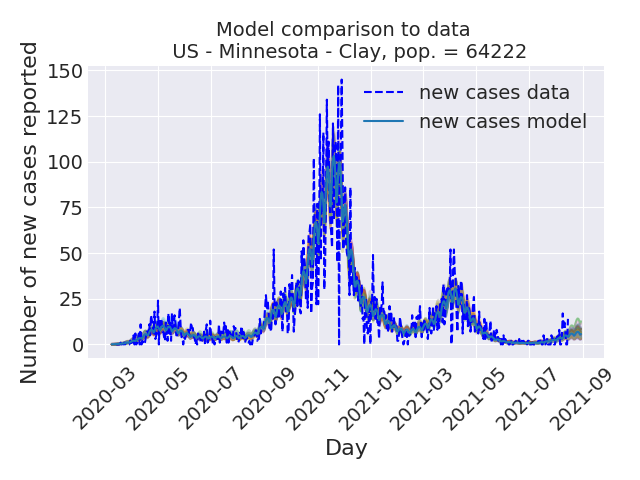 Model comparison to data
US - Minnesota - Clay, pop. = 64222
Number of new cases reported
150
125
100
75
50
25
0
new cases data
new cases model
2020-03
2020-05
2020-07
2020-09
2020-11
2021-01
2021-03
2021-05
2021-07
2021-09
Day